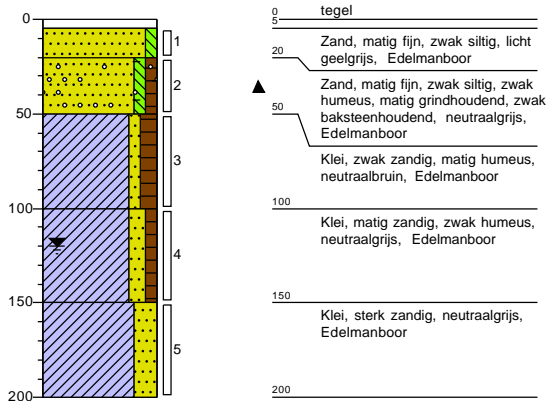 0
50
100
150
200
1
2
3
4
5
0
tegel
5
Zand, matig fijn, zwak siltig, licht
geelgrijs, Edelmanboor
20
Zand, matig fijn, zwak siltig, zwak
humeus, matig grindhoudend, zwak
baksteenhoudend, neutraalgrijs,
Edelmanboor
50
Klei, zwak zandig, matig humeus,
neutraalbruin, Edelmanboor
100
Klei, matig zandig, zwak humeus,
neutraalgrijs, Edelmanboor
150
Klei, sterk zandig, neutraalgrijs,
Edelmanboor
200